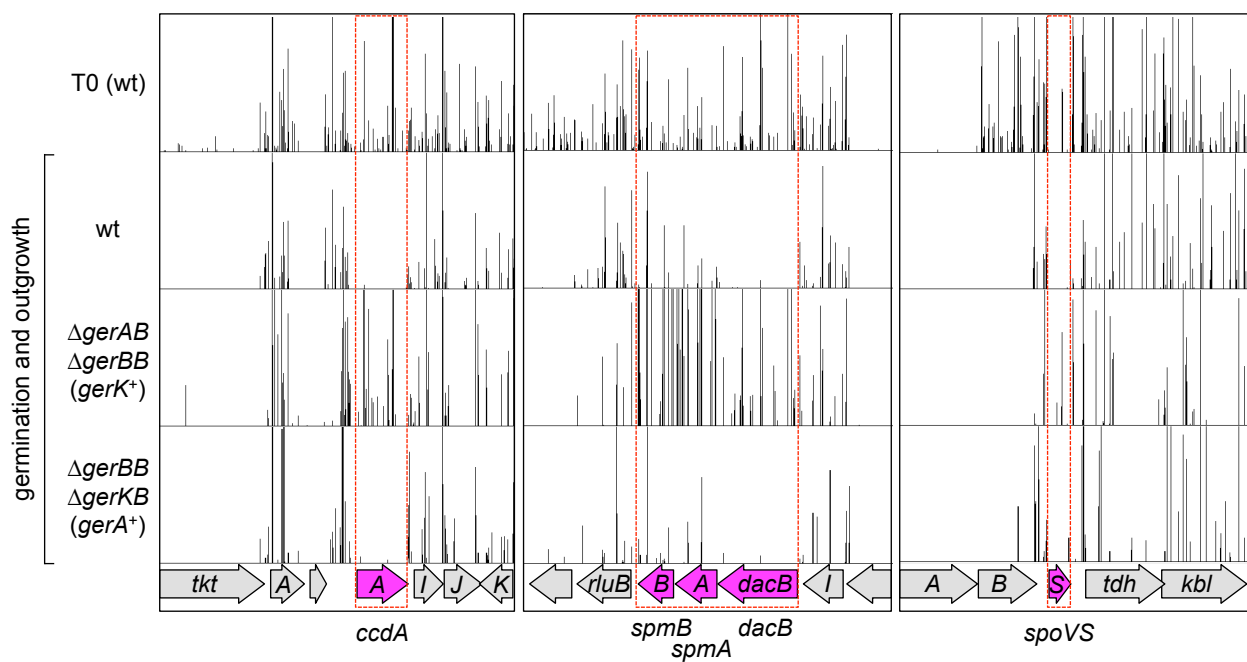 T0 (wt)
wt
ΔgerAB
ΔgerBB
(gerK⁺)
ΔgerBB
ΔgerKB
(gerA⁺)
germination and outgrowth
tkt A A I J K
rluB B A dacB I
A B S tdh kbl
ccdA
spmB dacB
spmA
spoVS